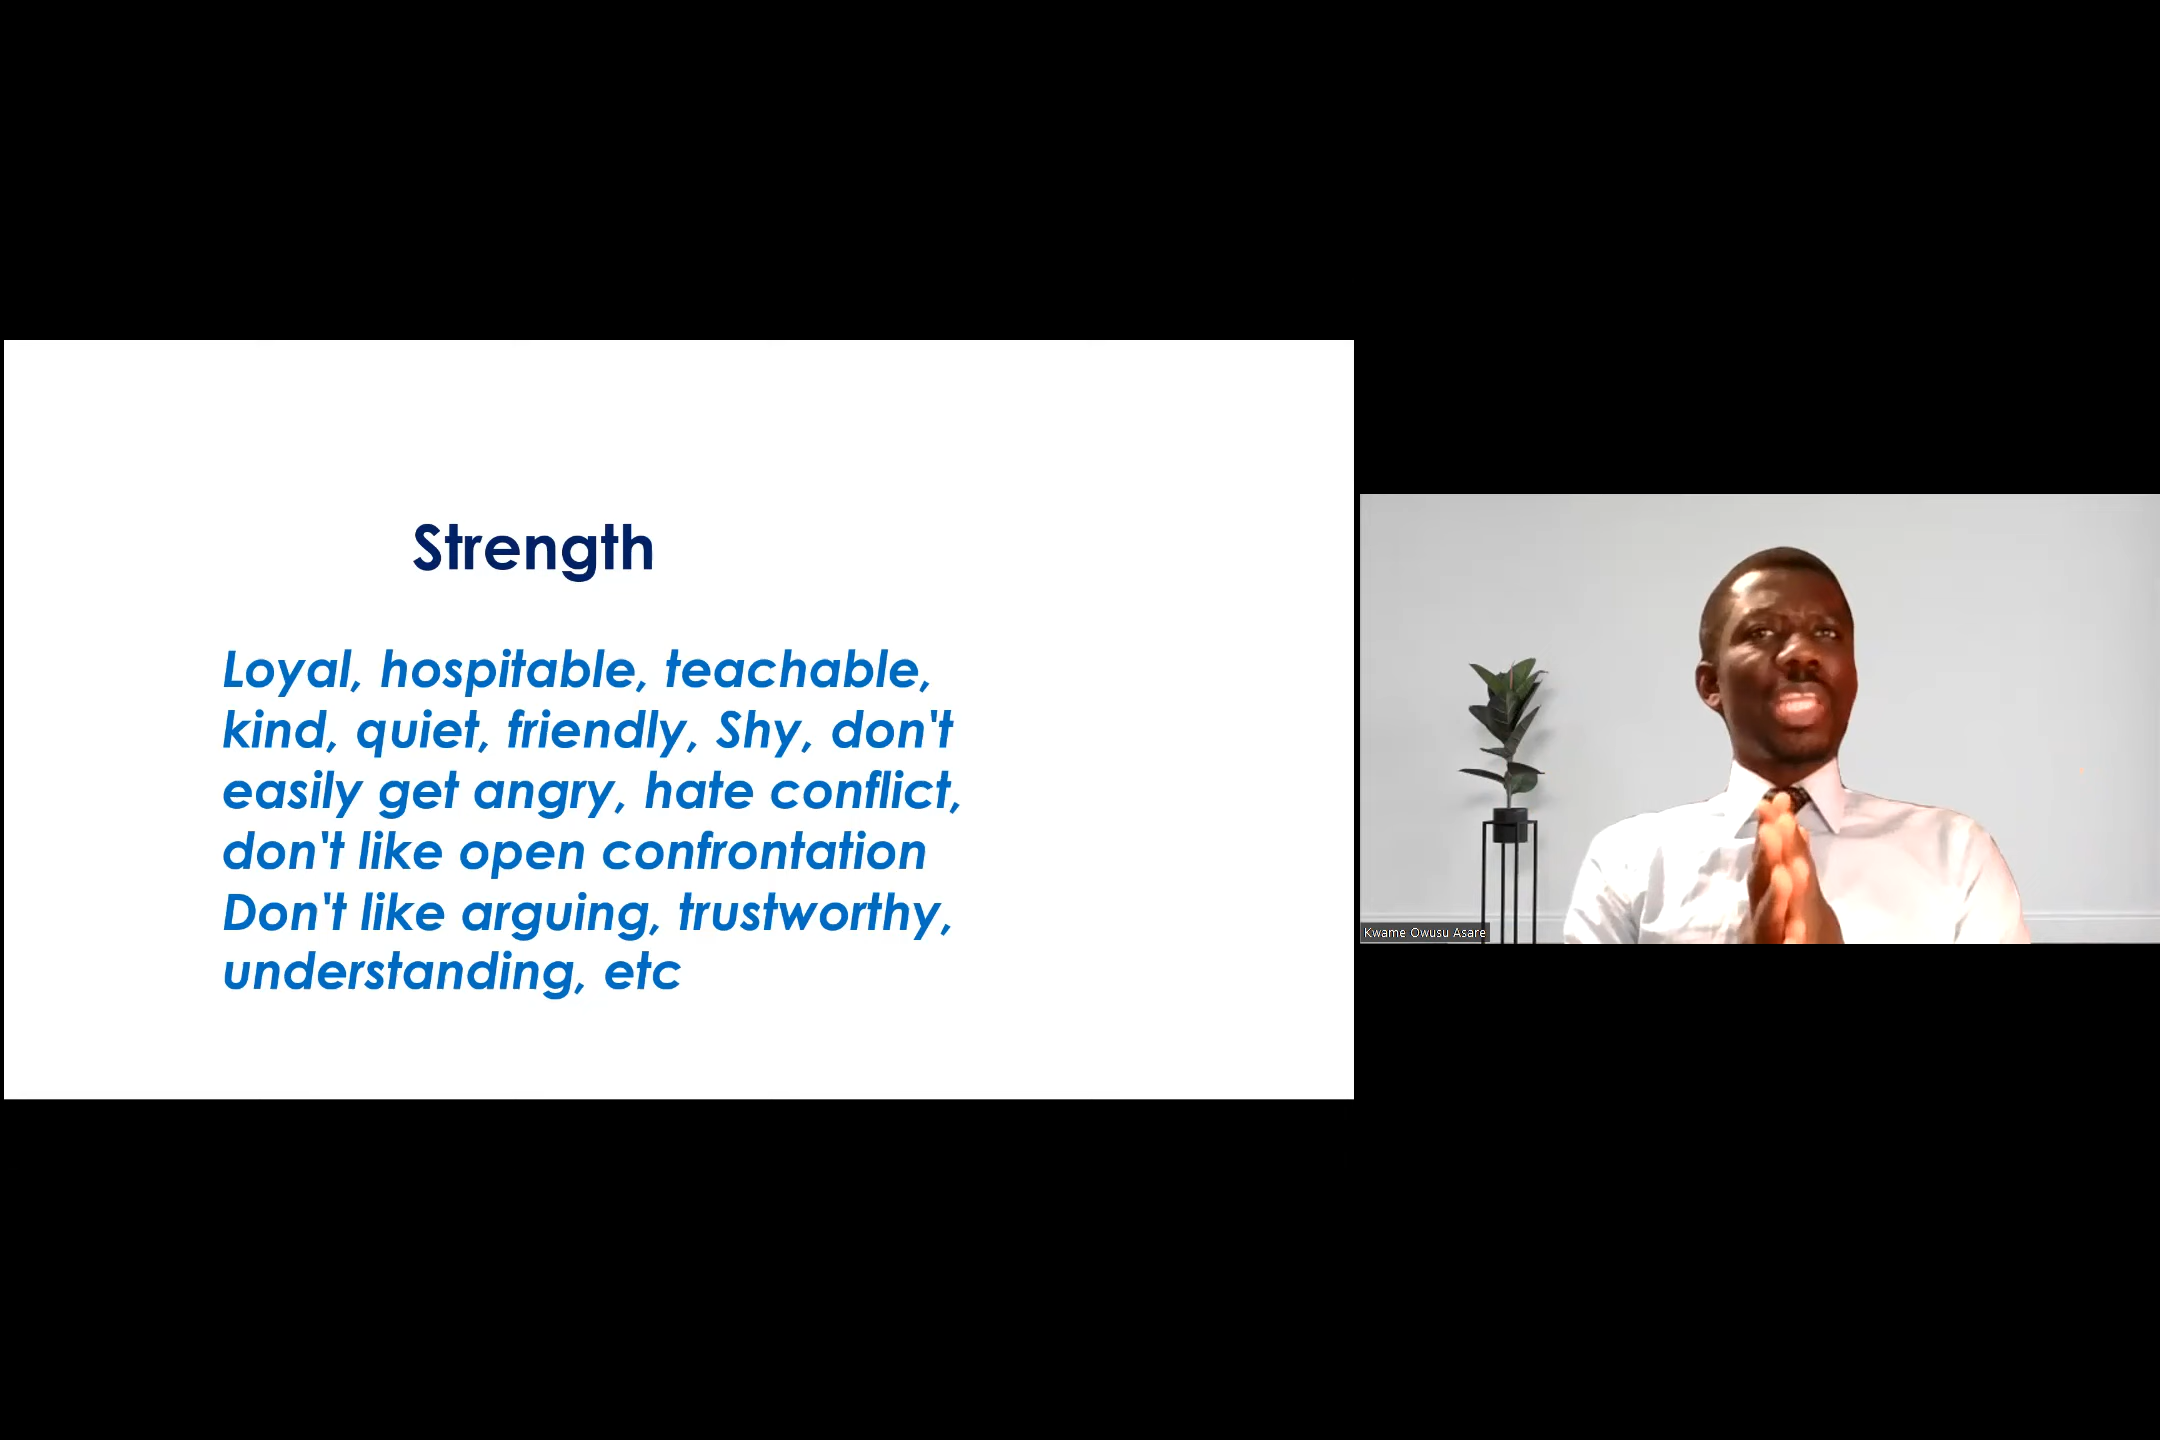 Strength
Loyal, hospitable, teachable,
kind, quiet, friendly, Shy, don't
easily get angry, hate conflict,
don't like open confrontation
Don't like arguing, trustworthy,
understanding, etc
Kwame Owusu Asare